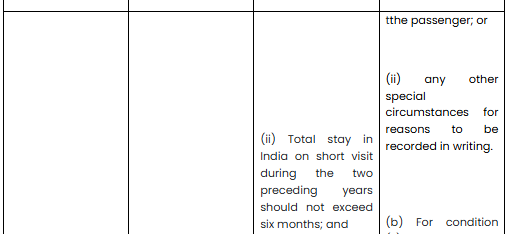 tthe passenger; or
(ii) any other
special
circumstances for
reasons to be
recorded in writing.
(ii) Total stay in
India on short visit
during the two
preceding years
should not exceed
six months; and
(b) For condition